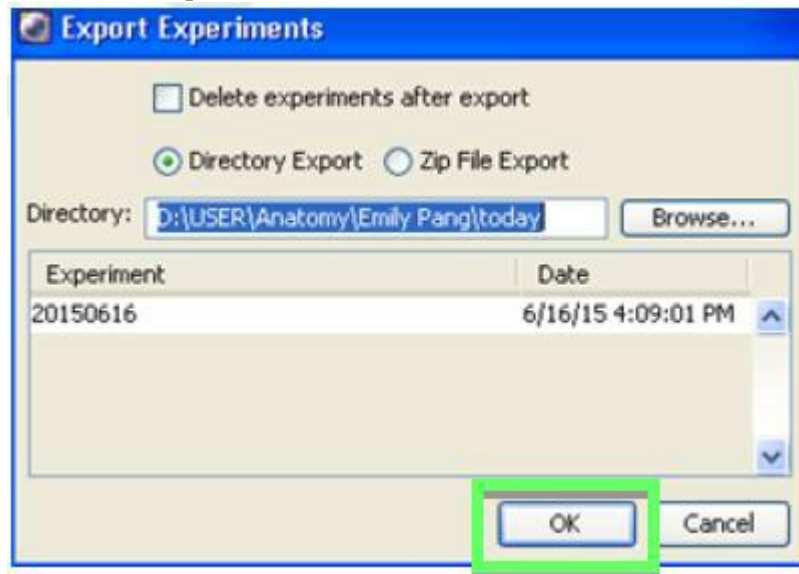 Export Experiments
Delete experiments after export
Directory Export Zip File Export
Directory: D:\USER\Anatomy\Emily Pang\today Browse...
Experiment Date
20150616 6/16/15 4:09:01 PM
OK Cancel